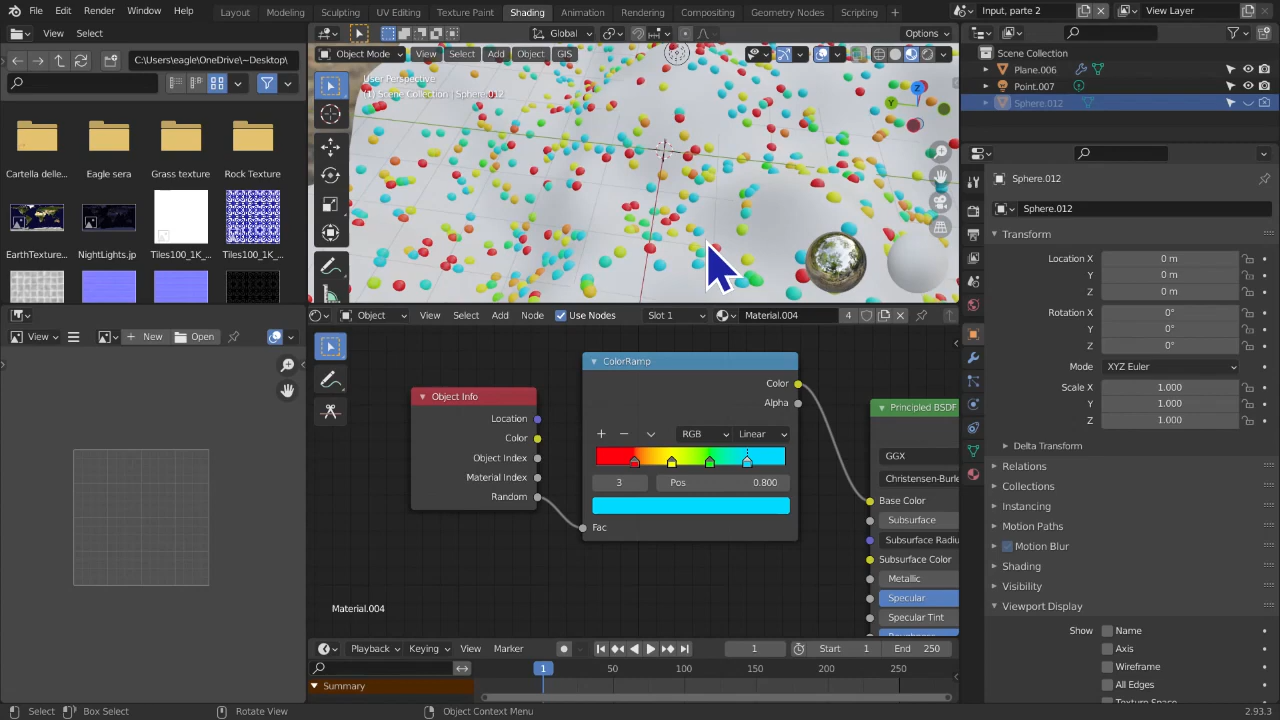 File Edit Render Window Help Layout Modeling Sculpting UV Editing Texture Paint Shading Animation Rendering Compositing Geometry Nodes Scripting + Input, parte 2 View Layer
View Select
Global Options
C:\Users\eagle\OneDrive\~Desktop\
Object Mode View Select Add Object GIS
User Perspective
(1) Scene Collection | Sphere.012
Y
Z
Cartella delle... Eagle sera Grass texture Rock Texture
EarthTexture... NightLights.jp Tiles100_1K_... Tiles100_1K_...
View New Open
Object View Select Add Node Use Nodes Slot 1 Material.004 4
Object Info
Location
Color
Object Index
Material Index
Random
ColorRamp
Color
Alpha
RGB Linear
3 Pos 0.800
Fac
Principled BSDF
GGX
Christensen-Burle
Base Color
Subsurface
Subsurface Radiu
Subsurface Color
Metallic
Specular
Specular Tint
Material.004
Playback Keying View Marker 1 Start 1 End 250
1 50 100 150 200 250
Summary
Scene Collection
Plane.006
Point.007
Sphere.012
Sphere.012
Sphere.012
Transform
Location X 0 m
Y 0 m
Z 0 m
Rotation X 0°
Y 0°
Z 0°
Mode XYZ Euler
Scale X 1.000
Y 1.000
Z 1.000
Delta Transform
Relations
Collections
Instancing
Motion Paths
Motion Blur
Shading
Visibility
Viewport Display
Show Name
Axis
Wireframe
All Edges
Select Box Select Rotate View Object Context Menu 2.93.3